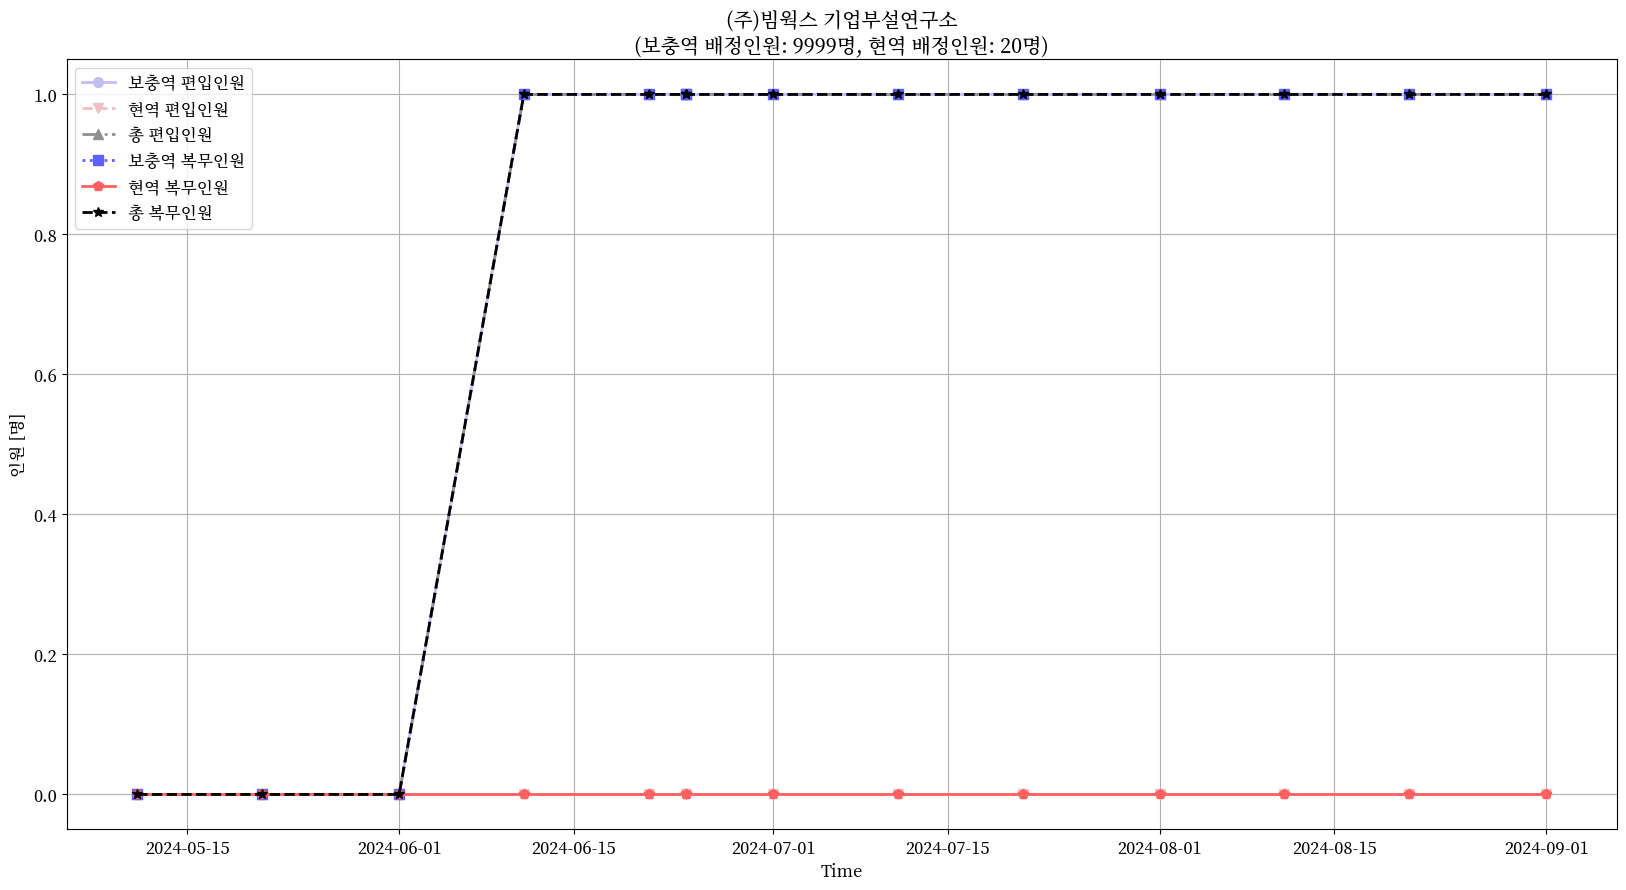 (주)빔웍스 기업부설연구소
(보충역 배정인원: 9999명, 현역 배정인원: 20명)
보충역 편입인원
현역 편입인원
총 편입인원
보충역 복무인원
현역 복무인원
총 복무인원
1.0
0.8
0.6
0.4
0.2
0.0
인원 [명]
2024-05-15
2024-06-01
2024-06-15
2024-07-01
2024-07-15
2024-08-01
2024-08-15
2024-09-01
Time